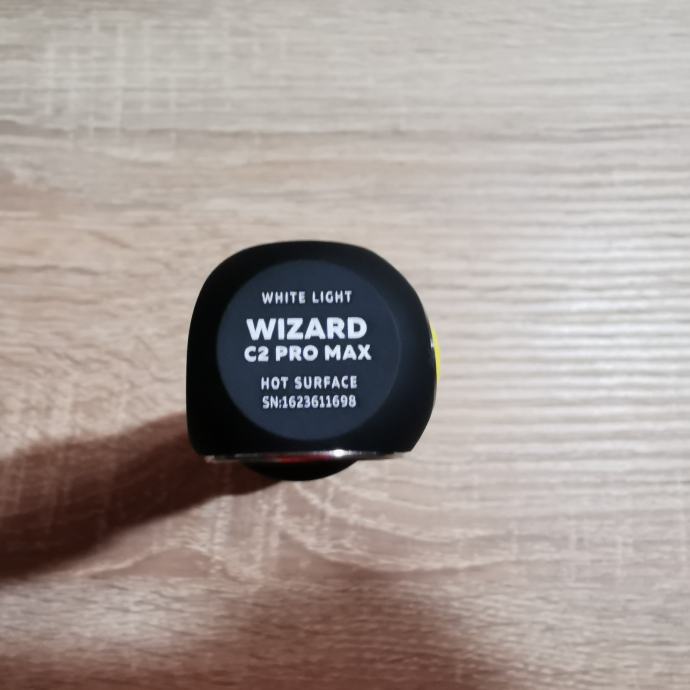 WHITE LIGHT
WIZARD
C2 PRO MAX
HOT SURFACE
SN:1623611698